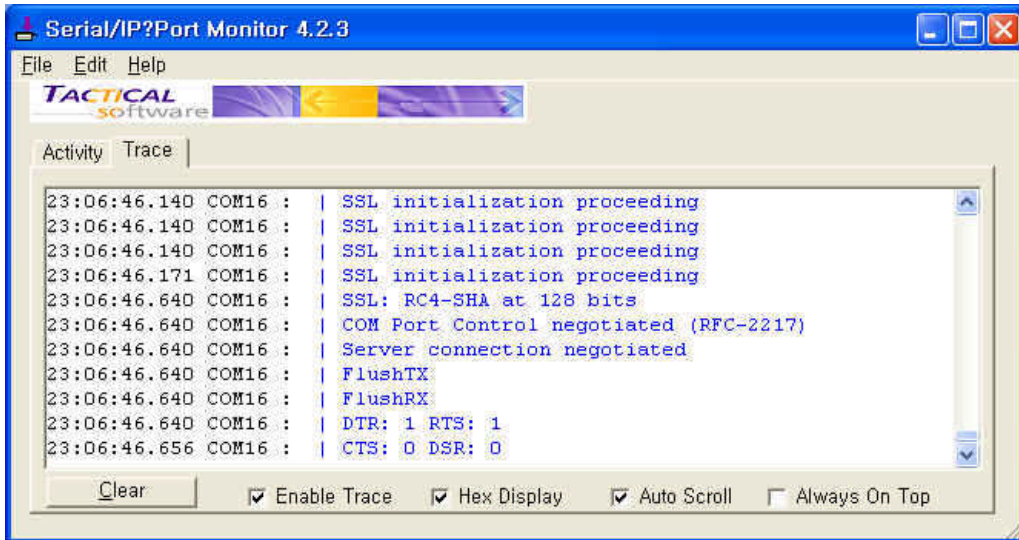 Serial/IP?Port Monitor 4.2.3
File Edit Help
TACTICAL
software
Activity Trace
23:06:46.140 COM16 : | SSL initialization proceeding
23:06:46.140 COM16 : | SSL initialization proceeding
23:06:46.140 COM16 : | SSL initialization proceeding
23:06:46.171 COM16 : | SSL initialization proceeding
23:06:46.640 COM16 : | SSL: RC4-SHA at 128 bits
23:06:46.640 COM16 : | COM Port Control negotiated (RFC-2217)
23:06:46.640 COM16 : | Server connection negotiated
23:06:46.640 COM16 : | FlushTX
23:06:46.640 COM16 : | FlushRX
23:06:46.640 COM16 : | DTR: 1 RTS: 1
23:06:46.656 COM16 : | CTS: 0 DSR: 0
Clear Enable Trace Hex Display Auto Scroll Always On Top